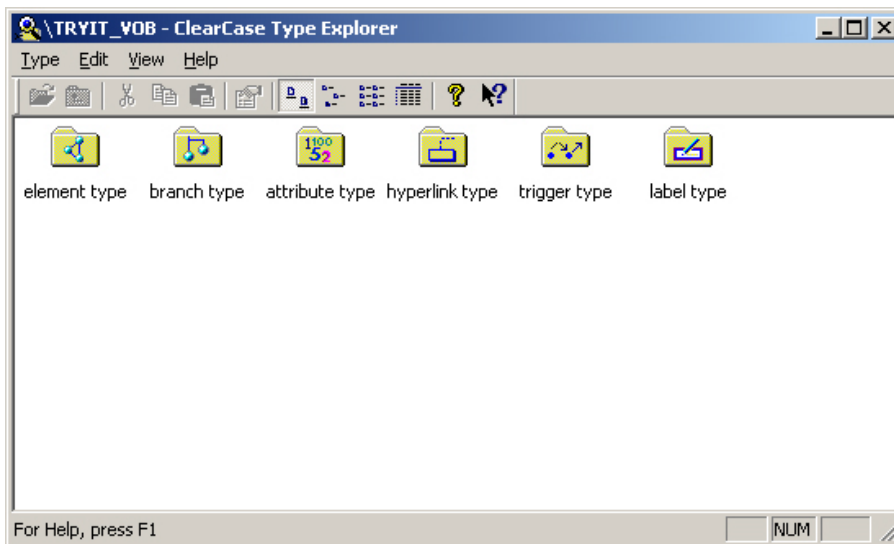 \TRYIT_VOB - ClearCase Type Explorer
Type Edit View Help
element type branch type attribute type hyperlink type trigger type label type
For Help, press F1 NUM